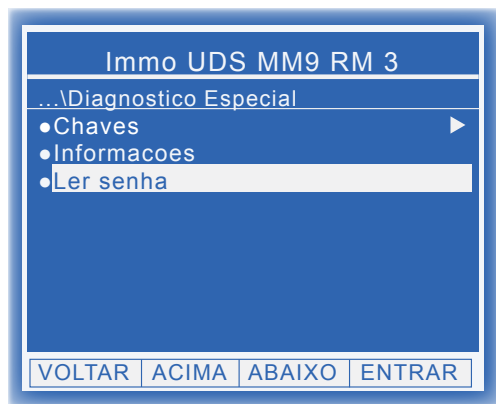 Immo UDS MM9 RM 3
...\Diagnostico Especial
●Chaves ▶
●Informacoes
●Ler senha
VOLTAR ACIMA ABAIXO ENTRAR